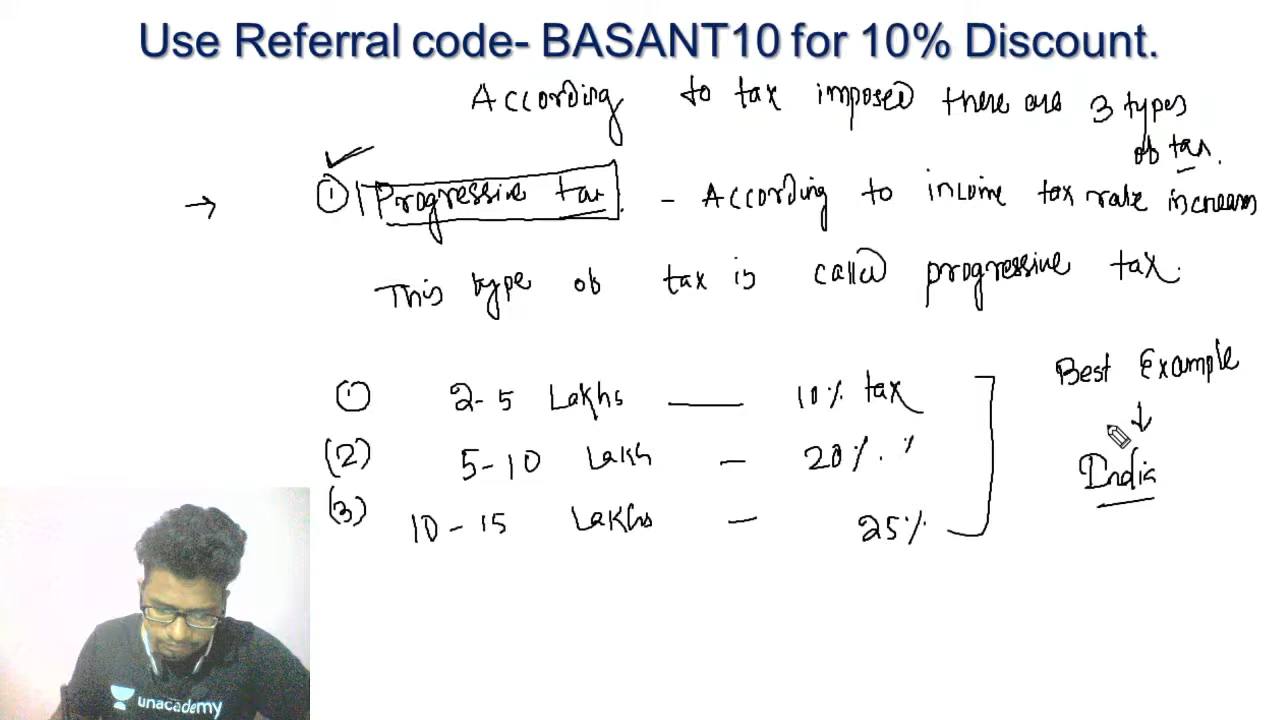 Use Referral code- BASANT10 for 10% Discount.
According to tax imposed there are 3 types
of tax.
→ ① Progressive tax - According to income tax rate increases
This type of tax is called progressive tax.
① 2-5 Lakhs — 10% tax
(2) 5-10 Lakh - 20% "
(3) 10-15 Lakhs - 25%
Best Example
↓
India
unacademy